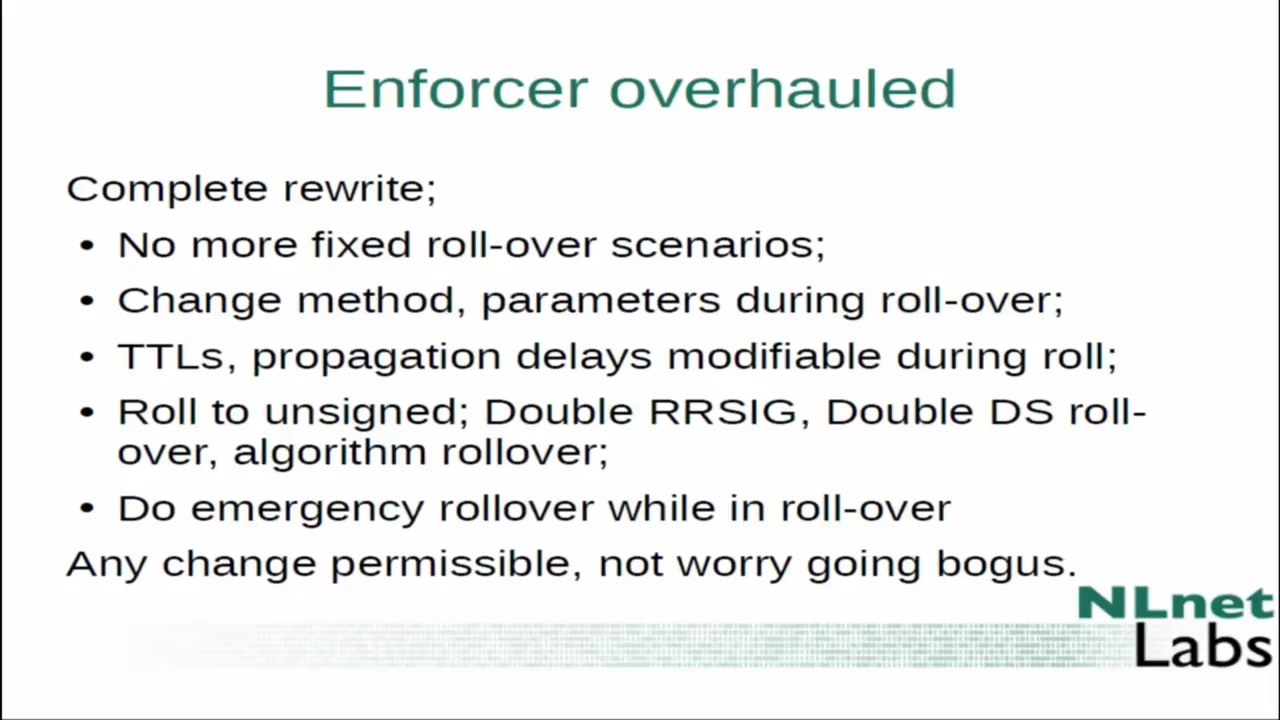 Enforcer overhauled
Complete rewrite;
• No more fixed roll-over scenarios;
• Change method, parameters during roll-over;
• TTLs, propagation delays modifiable during roll;
• Roll to unsigned; Double RRSIG, Double DS roll-
over, algorithm rollover;
• Do emergency rollover while in roll-over
Any change permissible, not worry going bogus.
NLnet
Labs